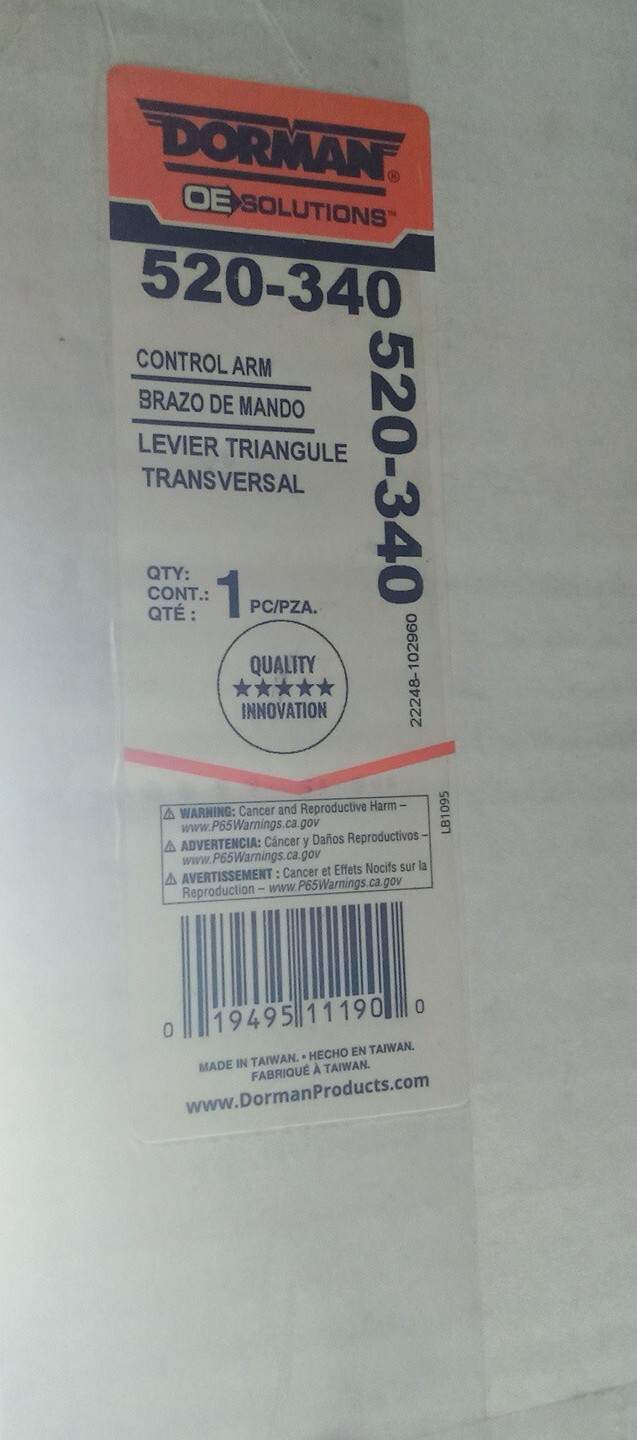 DORMAN®
OE SOLUTIONS™
520-340
520-340
CONTROL ARM
BRAZO DE MANDO
LEVIER TRIANGULE
TRANSVERSAL
QTY:
CONT.: 1 PC/PZA.
QTÉ :
QUALITY
★★★★★
INNOVATION
22248-102960
LB1095
⚠ WARNING: Cancer and Reproductive Harm –
www.P65Warnings.ca.gov
⚠ ADVERTENCIA: Cáncer y Daños Reproductivos –
www.P65Warnings.ca.gov
⚠ AVERTISSEMENT : Cancer et Effets Nocifs sur la
Reproduction – www.P65Warnings.ca.gov
0 19495 11190 0
MADE IN TAIWAN. • HECHO EN TAIWAN.
FABRIQUÉ À TAIWAN.
www.DormanProducts.com